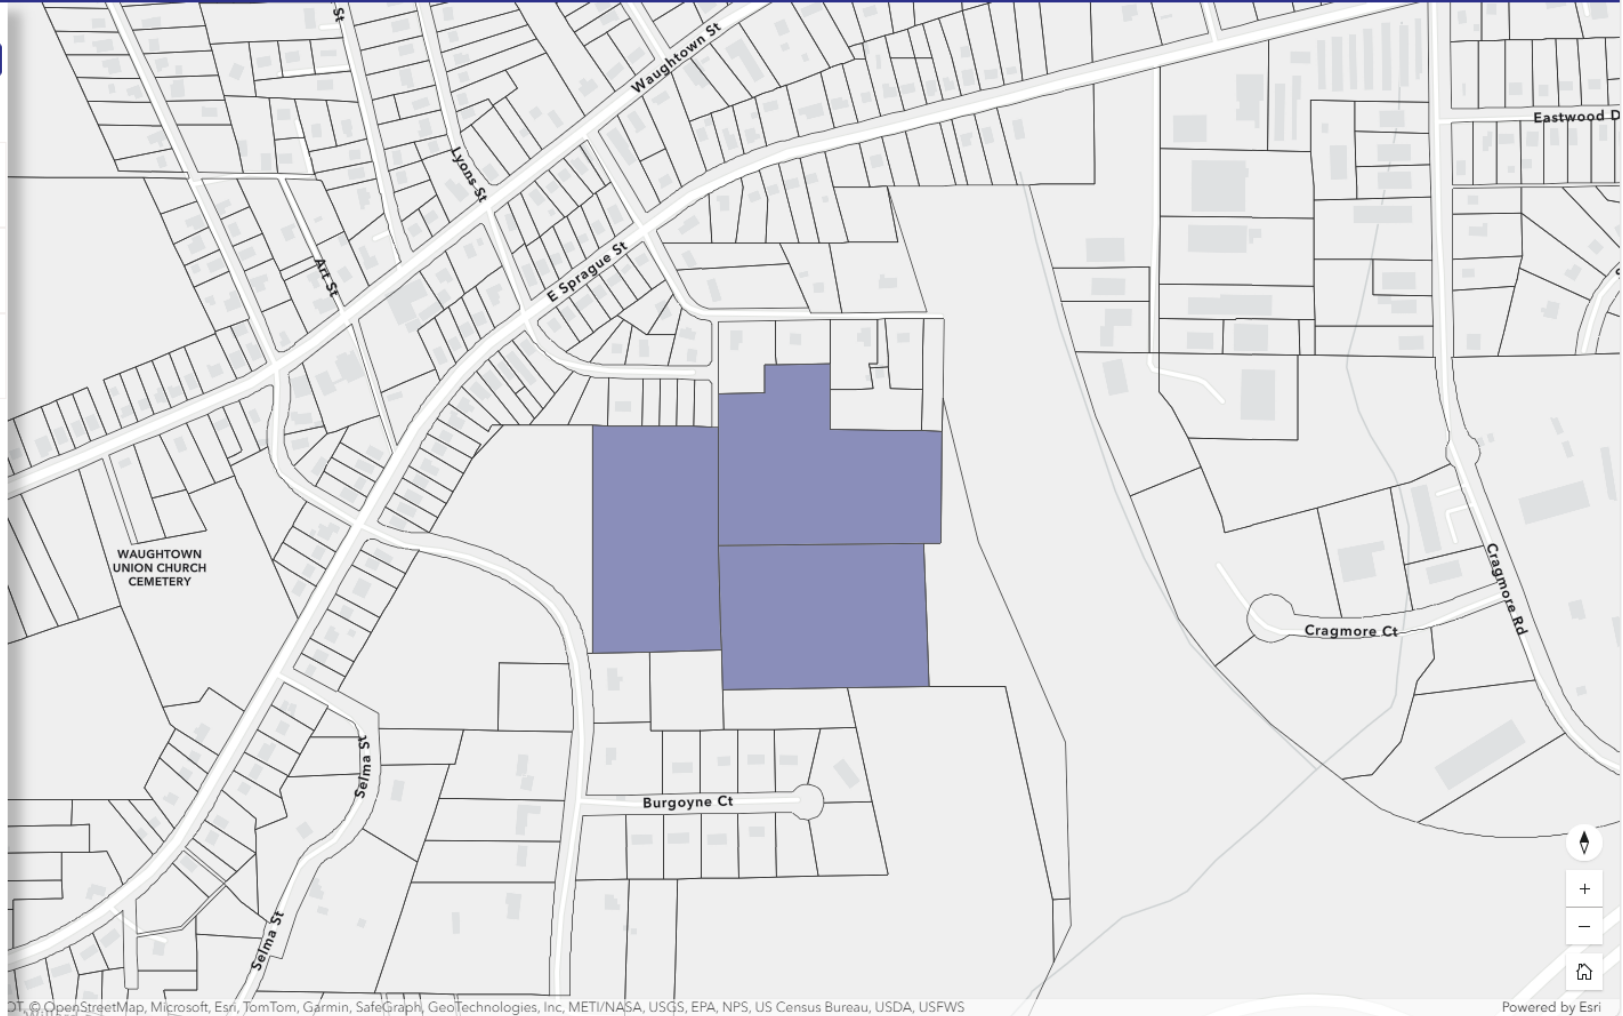 St
Waughtown St
Eastwood D
Lyons St
E Sprague St
Art St
WAUGHTOWN
UNION CHURCH
CEMETERY
Cragmore Rd
Cragmore Ct
Selma St
Burgoyne Ct
Selma St
+
−
OT, © OpenStreetMap, Microsoft, Esri, TomTom, Garmin, SafeGraph, GeoTechnologies, Inc, METI/NASA, USGS, EPA, NPS, US Census Bureau, USDA, USFWS
Powered by Esri